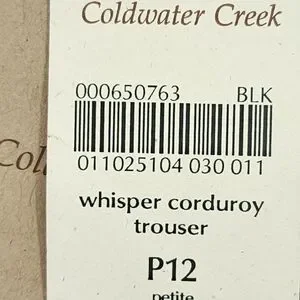 Coldwater Creek
000650763 BLK
Col
011025104 030 011
whisper corduroy
trouser
P12
petite